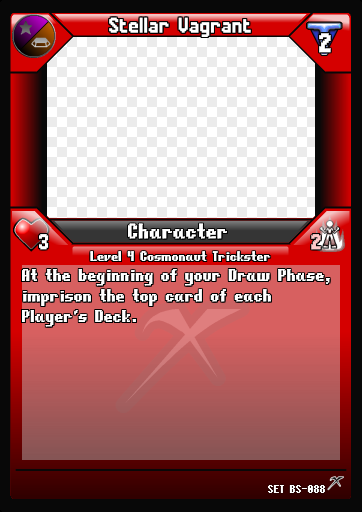 Stellar Vagrant
2
Character
3
2
Level 4 Cosmonaut Trickster
At the beginning of your Draw Phase,
imprison the top card of each
Player's Deck.
SET BS-088